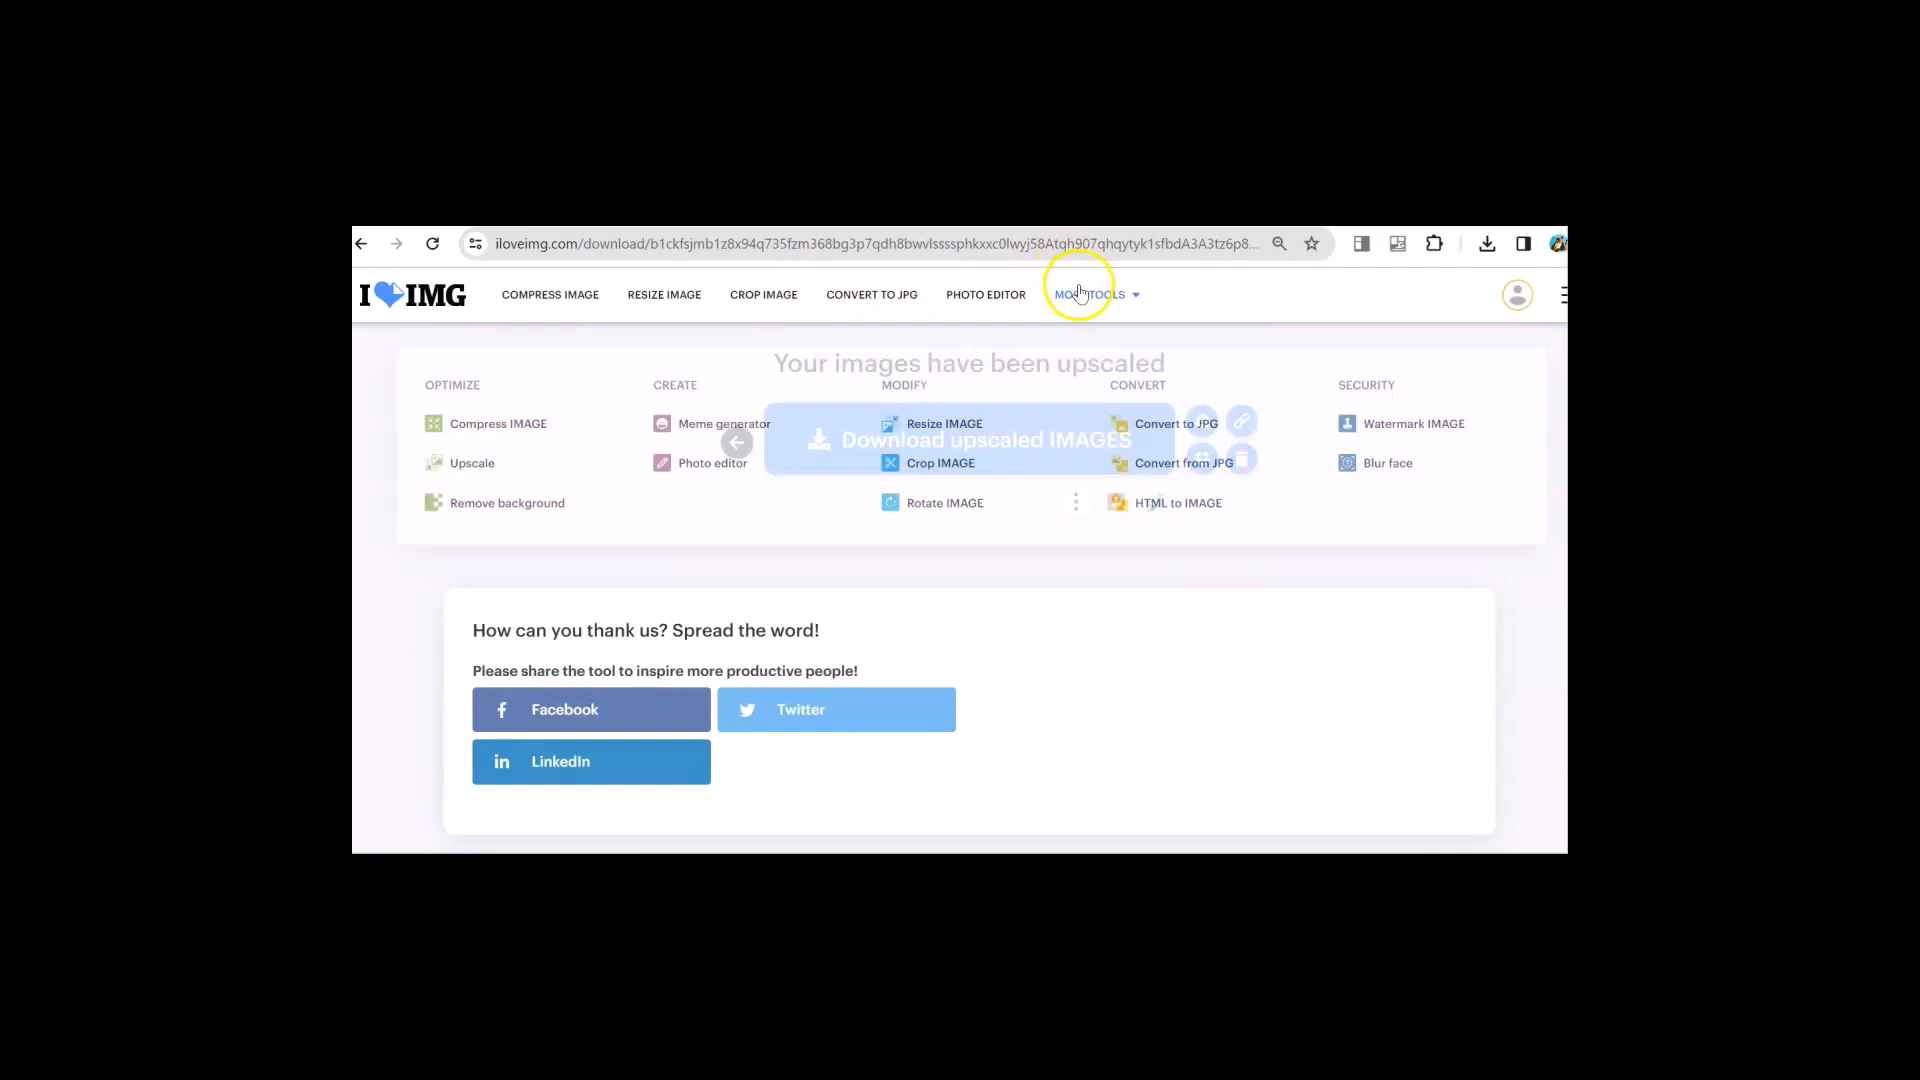 iloveimg.com/download/b1ckfsjmb1z8x94q735fzm368bg3p7qdh8bwvlssssphkxxc0lwyj58Atqh907qhqytyk1sfbdA3A3tz6p8...
I IMG
COMPRESS IMAGE RESIZE IMAGE CROP IMAGE CONVERT TO JPG PHOTO EDITOR MORE TOOLS
Your images have been upscaled
OPTIMIZE CREATE MODIFY CONVERT SECURITY
Compress IMAGE Meme generator Resize IMAGE Convert to JPG Watermark IMAGE
Download upscaled IMAGES
Upscale Photo editor Crop IMAGE Convert from JPG Blur face
Remove background Rotate IMAGE HTML to IMAGE
How can you thank us? Spread the word!
Please share the tool to inspire more productive people!
Facebook Twitter
LinkedIn